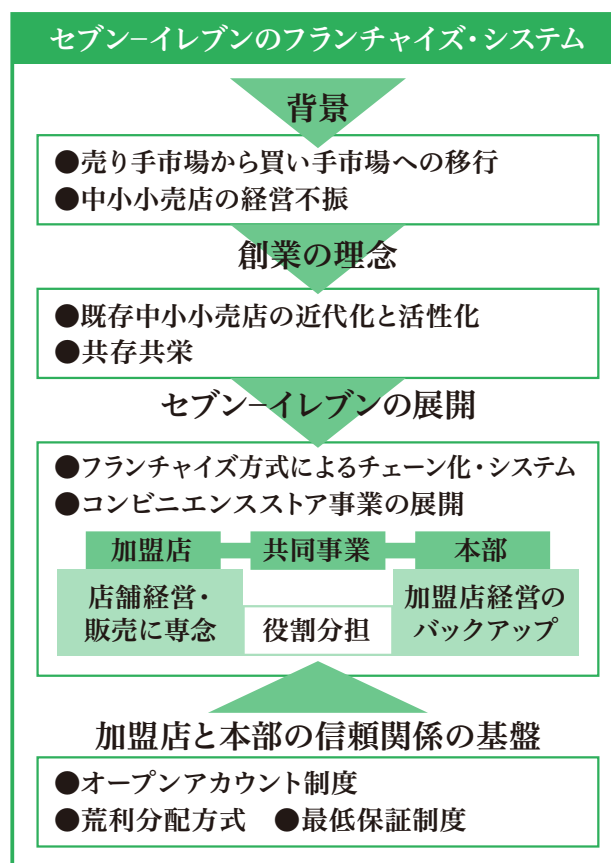 セブン−イレブンのフランチャイズ・システム
背景
●売り手市場から買い手市場への移行
●中小小売店の経営不振
創業の理念
●既存中小小売店の近代化と活性化
●共存共栄
セブン−イレブンの展開
●フランチャイズ方式によるチェーン化・システム
●コンビニエンスストア事業の展開
加盟店 共同事業 本部
店舗経営・
販売に専念
役割分担
加盟店経営の
バックアップ
加盟店と本部の信頼関係の基盤
●オープンアカウント制度
●荒利分配方式 ●最低保証制度